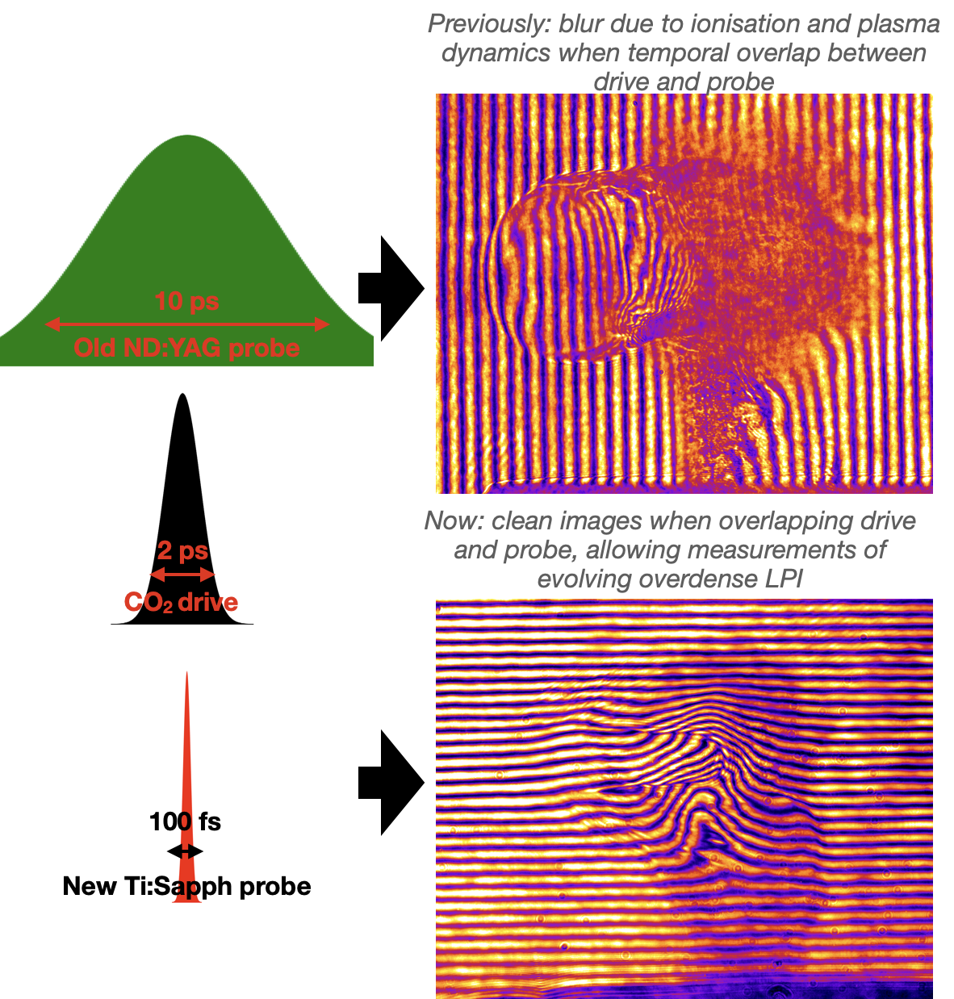 Previously: blur due to ionisation and plasma
dynamics when temporal overlap between
drive and probe
10 ps
Old ND:YAG probe
2 ps
CO₂ drive
Now: clean images when overlapping drive
and probe, allowing measurements of
evolving overdense LPI
100 fs
New Ti:Sapph probe